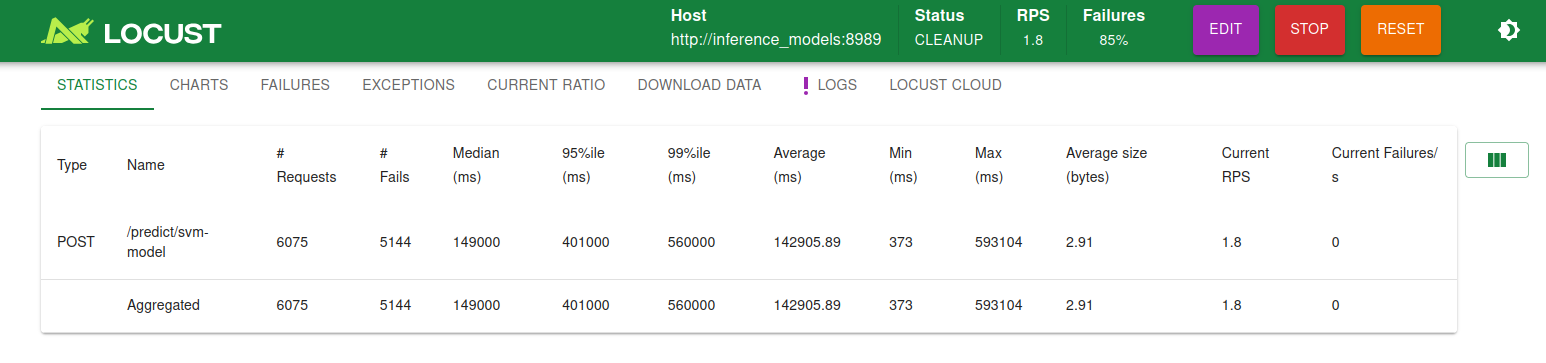 LOCUST
Host
http://inference_models:8989
Status
CLEANUP
RPS
1.8
Failures
85%
EDIT
STOP
RESET
STATISTICS CHARTS FAILURES EXCEPTIONS CURRENT RATIO DOWNLOAD DATA LOGS LOCUST CLOUD
Type
Name
#
Requests
#
Fails
Median
(ms)
95%ile
(ms)
99%ile
(ms)
Average
(ms)
Min
(ms)
Max
(ms)
Average size
(bytes)
Current
RPS
Current Failures/
s
POST
/predict/svm-
model
6075 5144 149000 401000 560000 142905.89 373 593104 2.91 1.8 0
Aggregated 6075 5144 149000 401000 560000 142905.89 373 593104 2.91 1.8 0